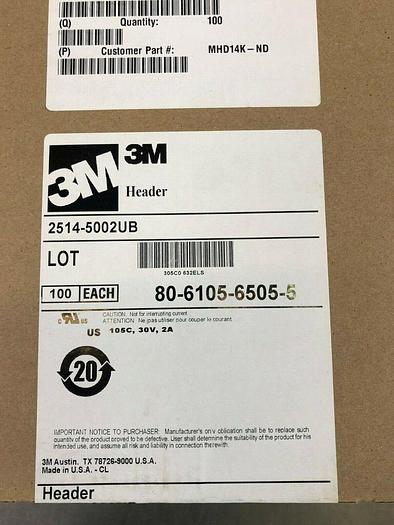 (Q) Quantity: 100
(P) Customer Part #: MHD14K-ND
3M 3M
Header
2514-5002UB
LOT
305C0 632ELS
100 EACH 80-6105-6505-5
CAUTION: Not for interrupting current
ATTENTION: Ne pas utiliser pour couper le courant.
c UR US
US 105C, 30V, 2A
20
IMPORTANT NOTICE TO PURCHASER: Manufacturer's only obligation shall be to replace such
quantity of the product proved to be defective. User shall determine the suitability of the product for his
intended use, and assume all risk and liability in connection therewith.
3M Austin, TX 78726-9000 U.S.A.
Made in U.S.A. - CL
Header